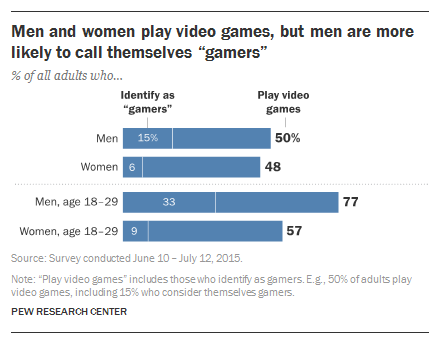 Men and women play video games, but men are more
likely to call themselves “gamers”
% of all adults who...
Identify as
“gamers”
Play video
games
Men 15% 50%
Women 6 48
Men, age 18–29 33 77
Women, age 18–29 9 57
Source: Survey conducted June 10 – July 12, 2015.
Note: “Play video games” includes those who identify as gamers. E.g., 50% of adults play
video games, including 15% who consider themselves gamers.
PEW RESEARCH CENTER